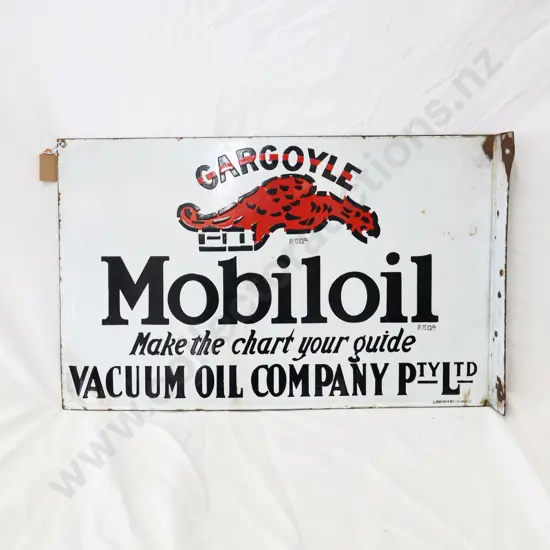 GARGOYLE
REGD
Mobiloil
REGD
Make the chart your guide
VACUUM OIL COMPANY PTY LTD